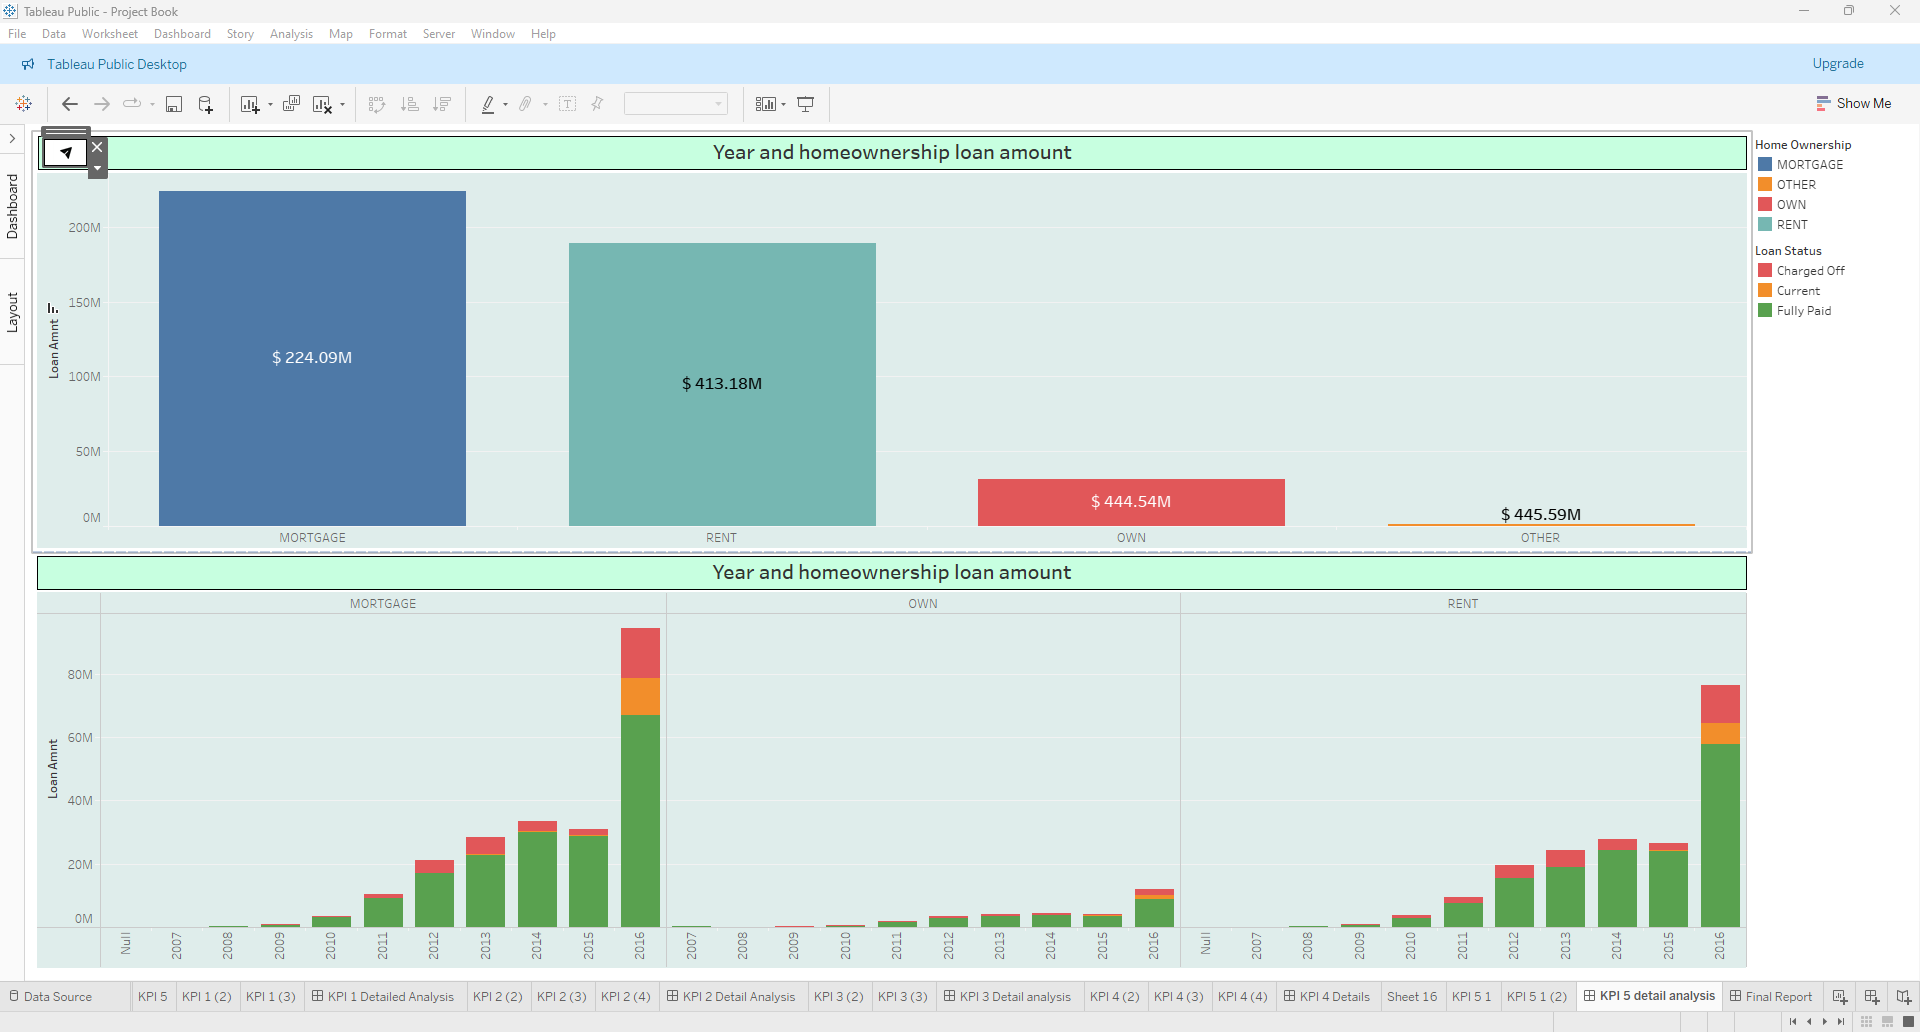 Tableau Public - Project Book
File Data Worksheet Dashboard Story Analysis Map Format Server Window Help
Tableau Public Desktop
Upgrade
Show Me
Dashboard
Layout
Year and homeownership loan amount
Loan Amnt
200M
150M
100M
50M
0M
$ 224.09M
$ 413.18M
$ 444.54M
$ 445.59M
MORTGAGE RENT OWN OTHER
Home Ownership
MORTGAGE
OTHER
OWN
RENT
Loan Status
Charged Off
Current
Fully Paid
Year and homeownership loan amount
MORTGAGE OWN RENT
Loan Amnt
80M
60M
40M
20M
0M
Null 2007 2008 2009 2010 2011 2012 2013 2014 2015 2016 2007 2008 2009 2010 2011 2012 2013 2014 2015 2016 Null 2007 2008 2009 2010 2011 2012 2013 2014 2015 2016
Data Source KPI 5 KPI 1 (2) KPI 1 (3) KPI 1 Detailed Analysis KPI 2 (2) KPI 2 (3) KPI 2 (4) KPI 2 Detail Analysis KPI 3 (2) KPI 3 (3) KPI 3 Detail analysis KPI 4 (2) KPI 4 (3) KPI 4 (4) KPI 4 Details Sheet 16 KPI 5 1 KPI 5 1 (2) KPI 5 detail analysis Final Report